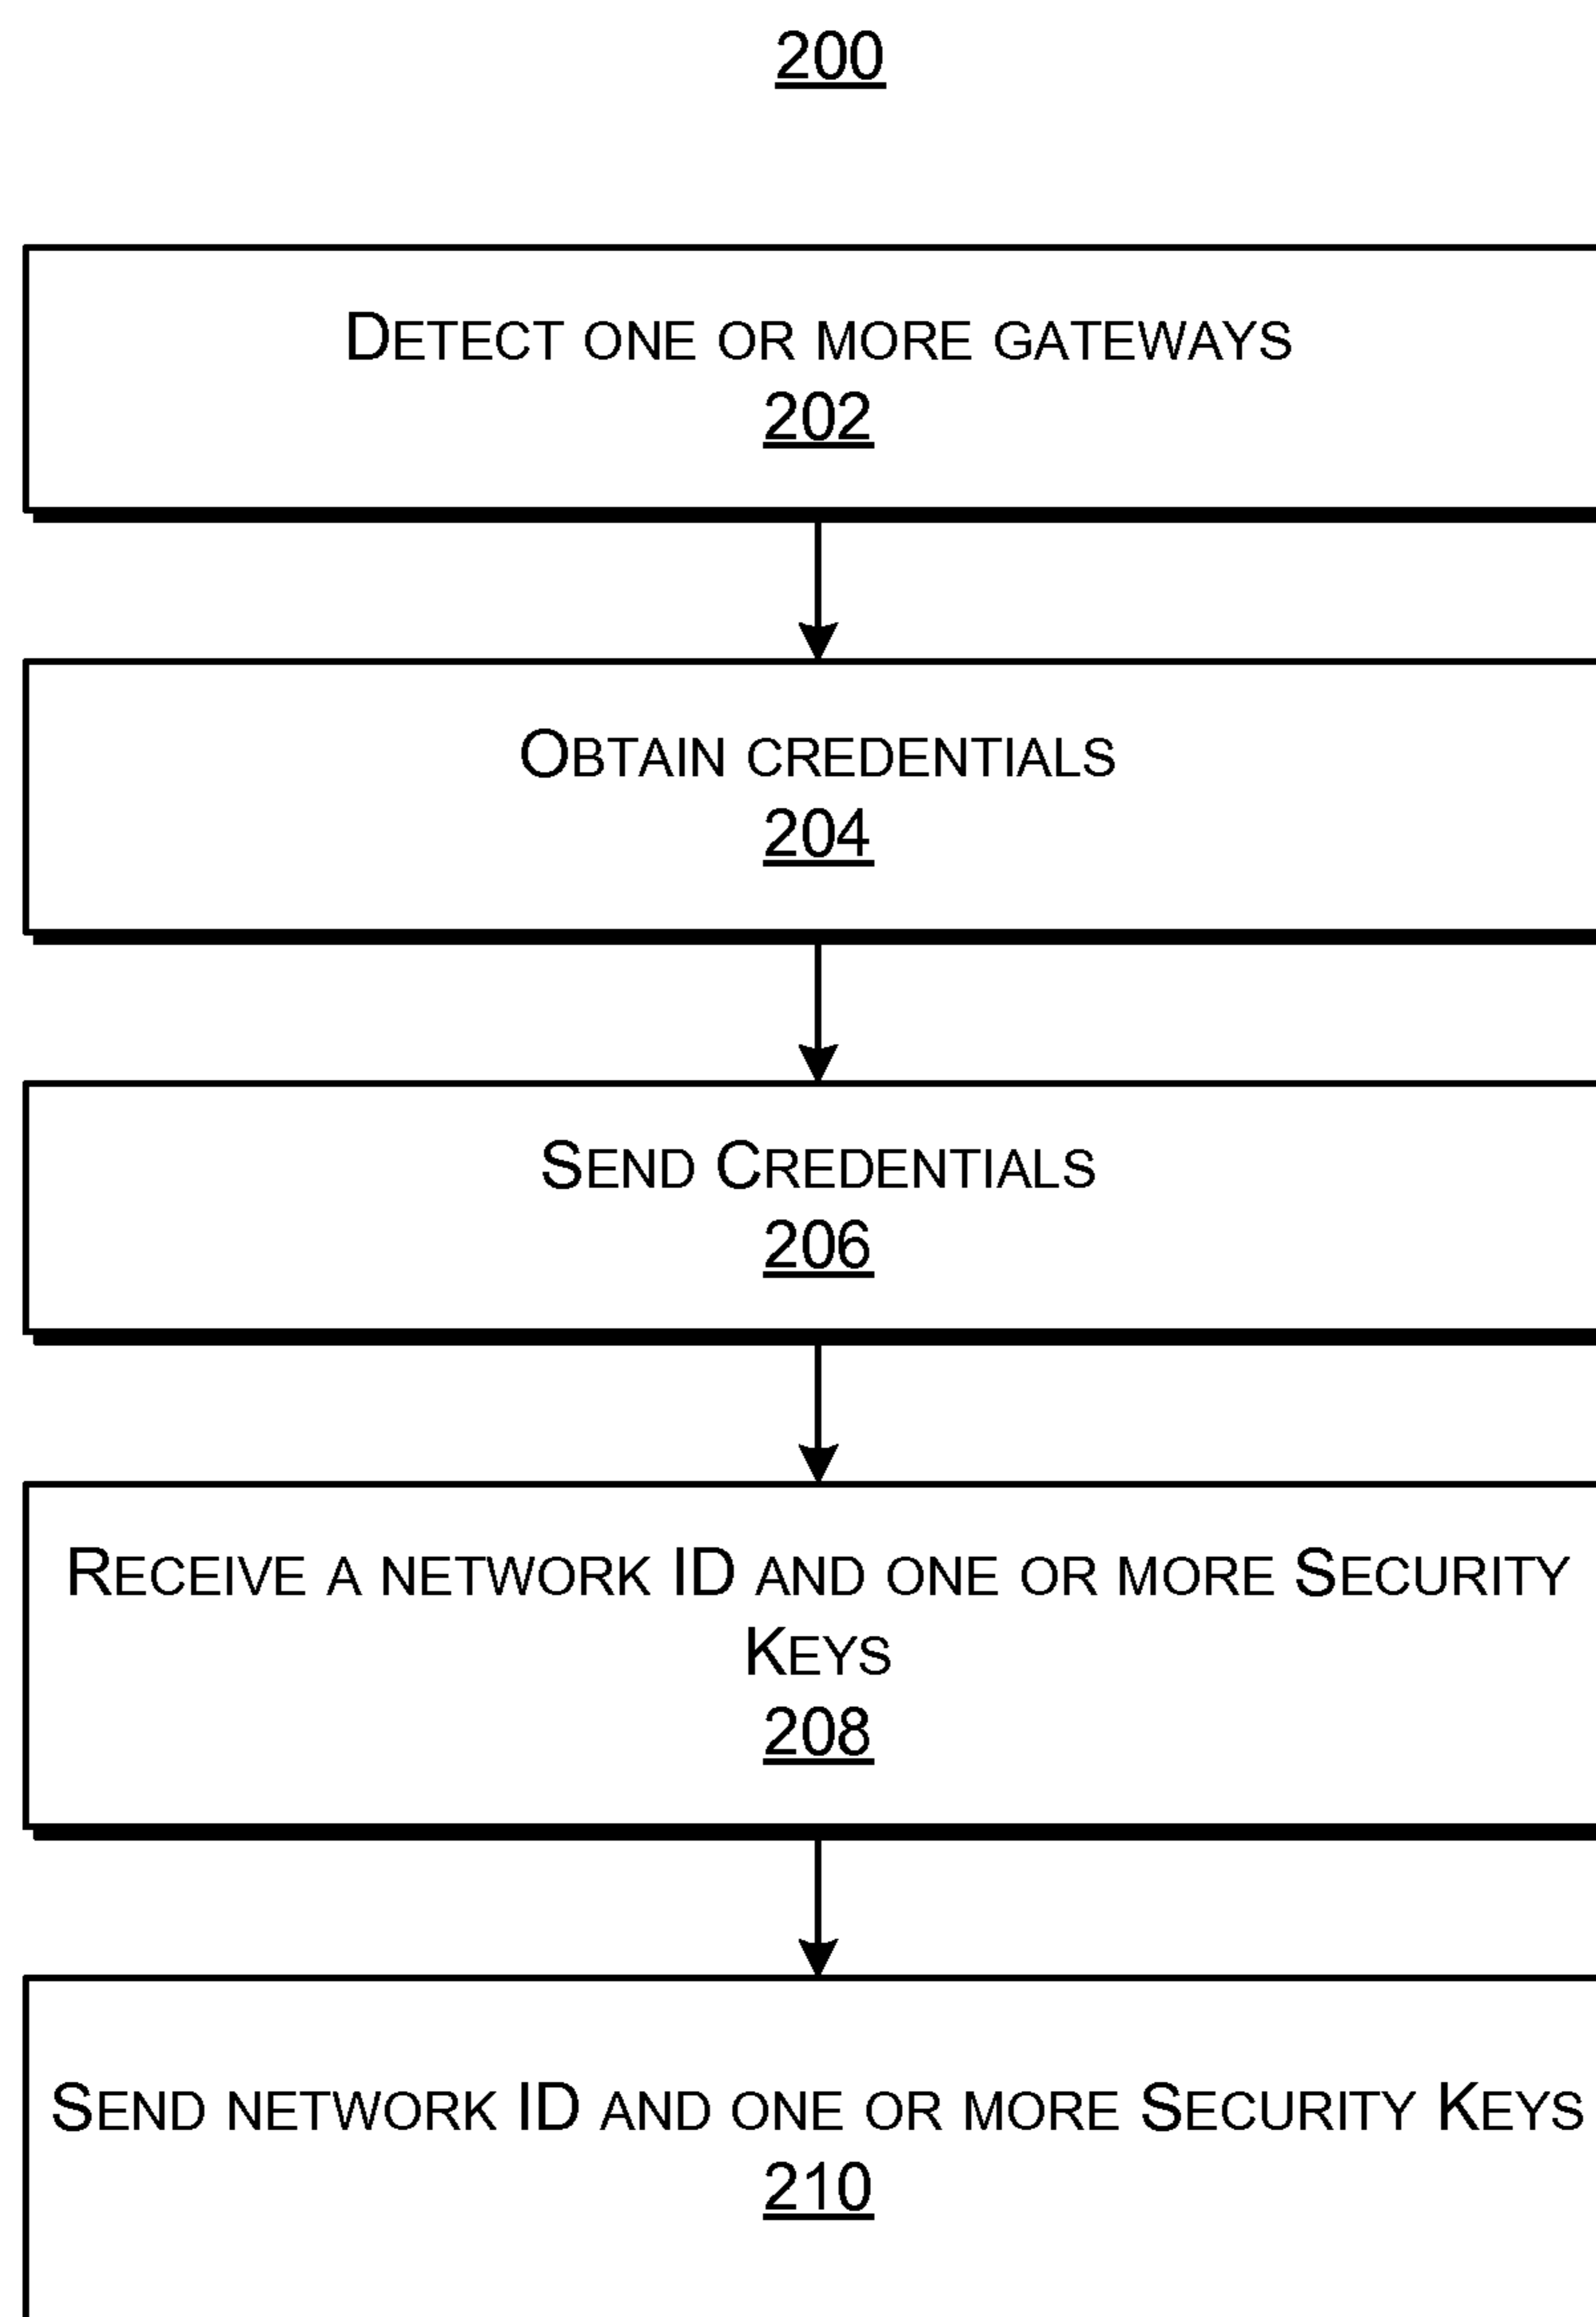 200
DETECT ONE OR MORE GATEWAYS
202
OBTAIN CREDENTIALS
204
SEND CREDENTIALS
206
RECEIVE A NETWORK ID AND ONE OR MORE SECURITY
KEYS
208
SEND NETWORK ID AND ONE OR MORE SECURITY KEYS
210